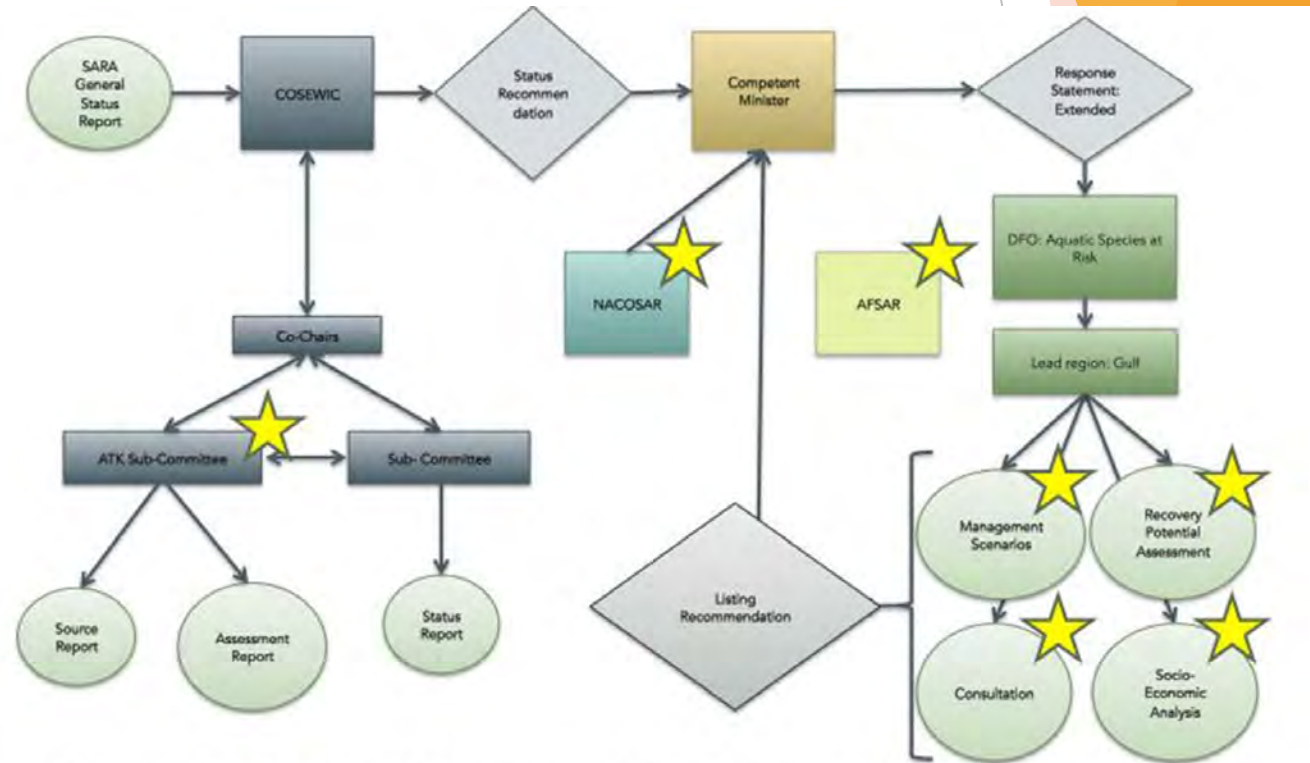 SARA
General
Status
Report
COSEWIC
Status
Recommen
dation
Competent
Minister
Response
Statement:
Extended
NACOSAR
AFSAR
DFO: Aquatic Species at
Risk
Co-Chairs
Lead region: Gulf
ATK Sub-Committee
Sub- Committee
Management
Scenarios
Recovery
Potential
Assessment
Source
Report
Assessment
Report
Status
Report
Listing
Recommendation
Consultation
Socio-
Economic
Analysis